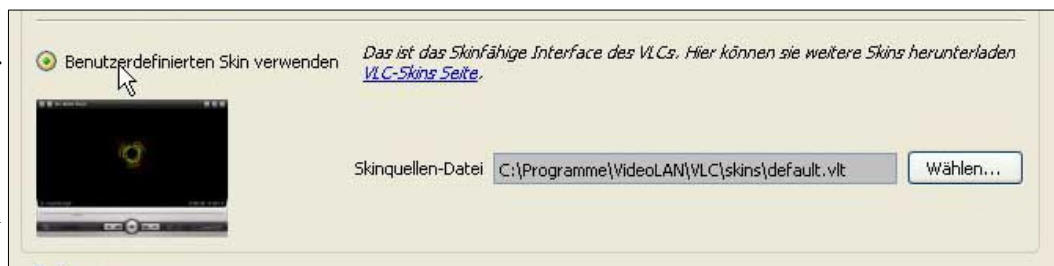 Benutzerdefinierten Skin verwenden
Das ist das Skinfähige Interface des VLCs. Hier können sie weitere Skins herunterladen
VLC-Skins Seite.
Skinquellen-Datei C:\Programme\VideoLAN\VLC\skins\default.vlt Wählen...